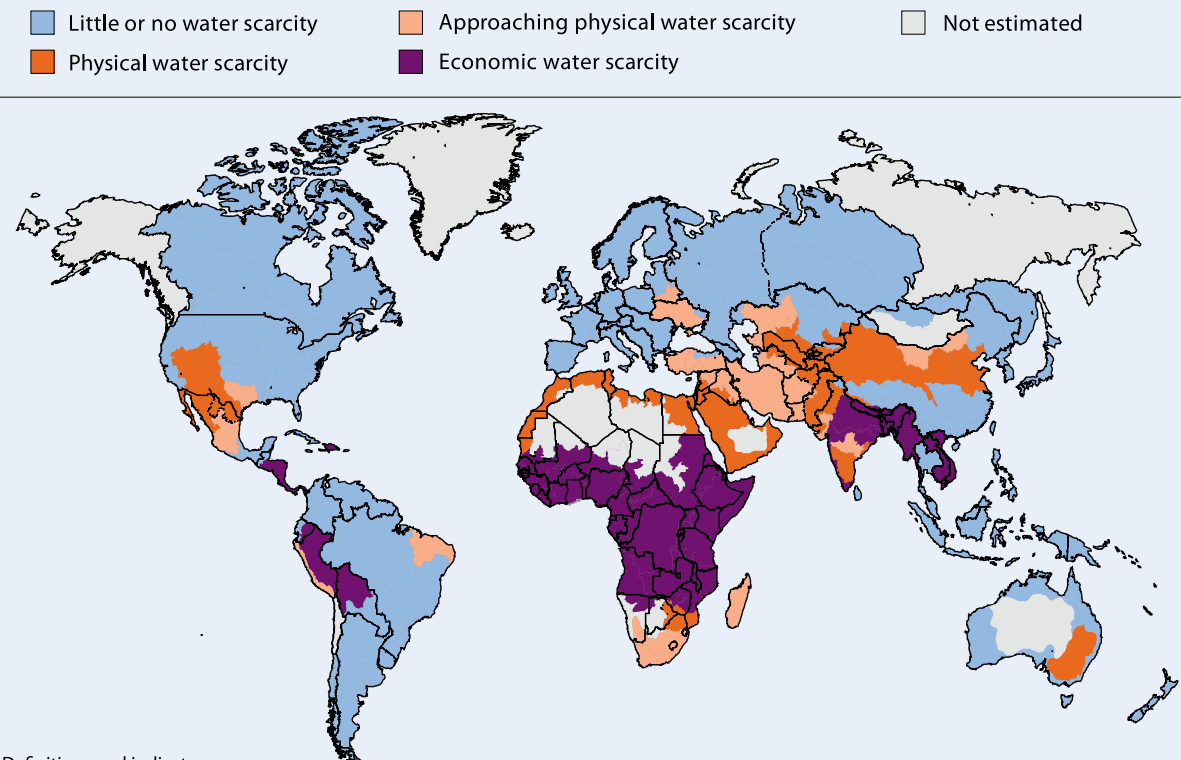 Little or no water scarcity
Approaching physical water scarcity
Not estimated
Physical water scarcity
Economic water scarcity